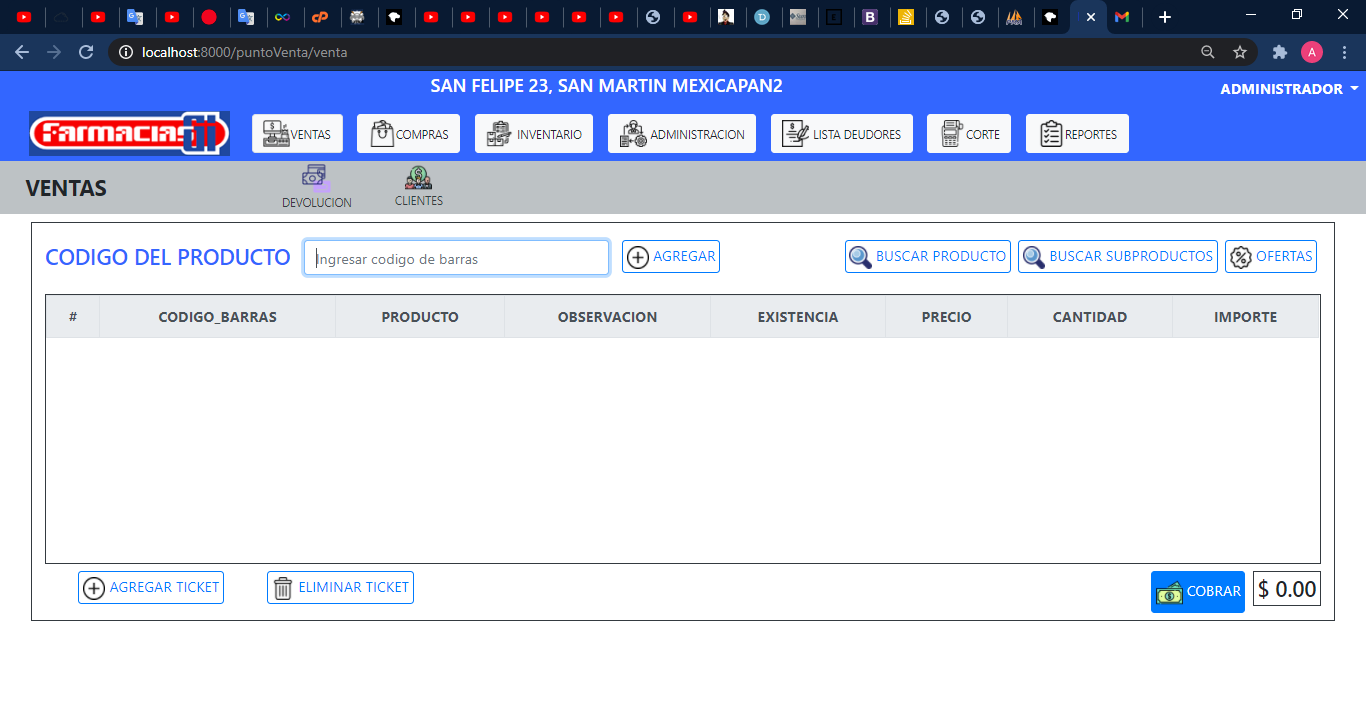 localhost:8000/puntoVenta/venta
A
SAN FELIPE 23, SAN MARTIN MEXICAPAN2
ADMINISTRADOR
Farmacias GI
VENTAS
COMPRAS
INVENTARIO
ADMINISTRACION
LISTA DEUDORES
CORTE
REPORTES
VENTAS
DEVOLUCION
CLIENTES
CODIGO DEL PRODUCTO
Ingresar codigo de barras
AGREGAR
BUSCAR PRODUCTO
BUSCAR SUBPRODUCTOS
OFERTAS
# CODIGO_BARRAS PRODUCTO OBSERVACION EXISTENCIA PRECIO CANTIDAD IMPORTE
AGREGAR TICKET
ELIMINAR TICKET
COBRAR
$ 0.00